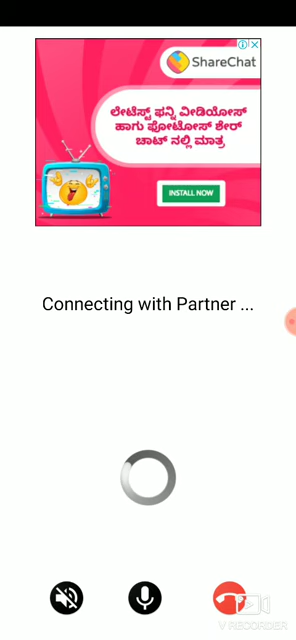 ShareChat
ಲೇಟೆಸ್ಟ್ ಫನ್ನಿ ವೀಡಿಯೋಸ್
ಹಾಗು ಫೋಟೋಸ್ ಶೇರ್
ಚಾಟ್ ನಲ್ಲಿ ಮಾತ್ರ
INSTALL NOW
Connecting with Partner ...
V RECORDER